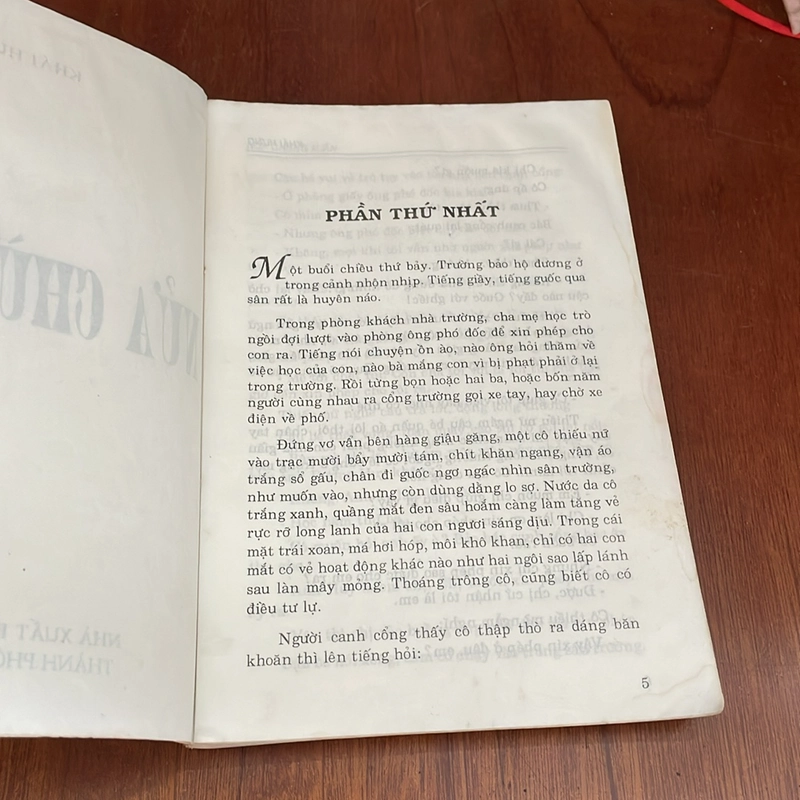 KHÁI HƯ
ỬA CHỪ
NHÀ XUẤT B
THÀNH PHỐ
PHẦN THỨ NHẤT
Một buổi chiều thứ bảy. Trường bảo hộ đương ở
trong cảnh nhộn nhịp. Tiếng giầy, tiếng guốc qua
sân rất là huyên náo.
Trong phòng khách nhà trường, cha mẹ học trò
ngồi đợi lượt vào phòng ông phó đốc để xin phép cho
con ra. Tiếng nói chuyện ồn ào, nào ông hỏi thăm về
việc học của con, nào bà mắng con vì bị phạt phải ở lại
trong trường. Rồi từng bọn hoặc hai ba, hoặc bốn năm
người cùng nhau ra cổng trường gọi xe tay, hay chờ xe
điện về phố.
Đứng vơ vẩn bên hàng giậu găng, một cô thiếu nữ
vào trạc mười bẩy mười tám, chít khăn ngang, vận áo
trắng sổ gấu, chân đi guốc ngơ ngác nhìn sân trường,
như muốn vào, nhưng còn dùng dằng lo sợ. Nước da cô
trắng xanh, quầng mắt đen sâu hoắm càng làm tăng vẻ
rực rỡ long lanh của hai con ngươi sáng dịu. Trong cái
mặt trái xoan, má hơi hóp, môi khô khan, chỉ có hai con
mắt có vẻ hoạt động khác nào như hai ngôi sao lấp lánh
sau làn mây mỏng. Thoáng trông cô, cũng biết cô có
điều tư lự.
Người canh cổng thấy cô thập thò ra dáng băn
khoăn thì lên tiếng hỏi:
5